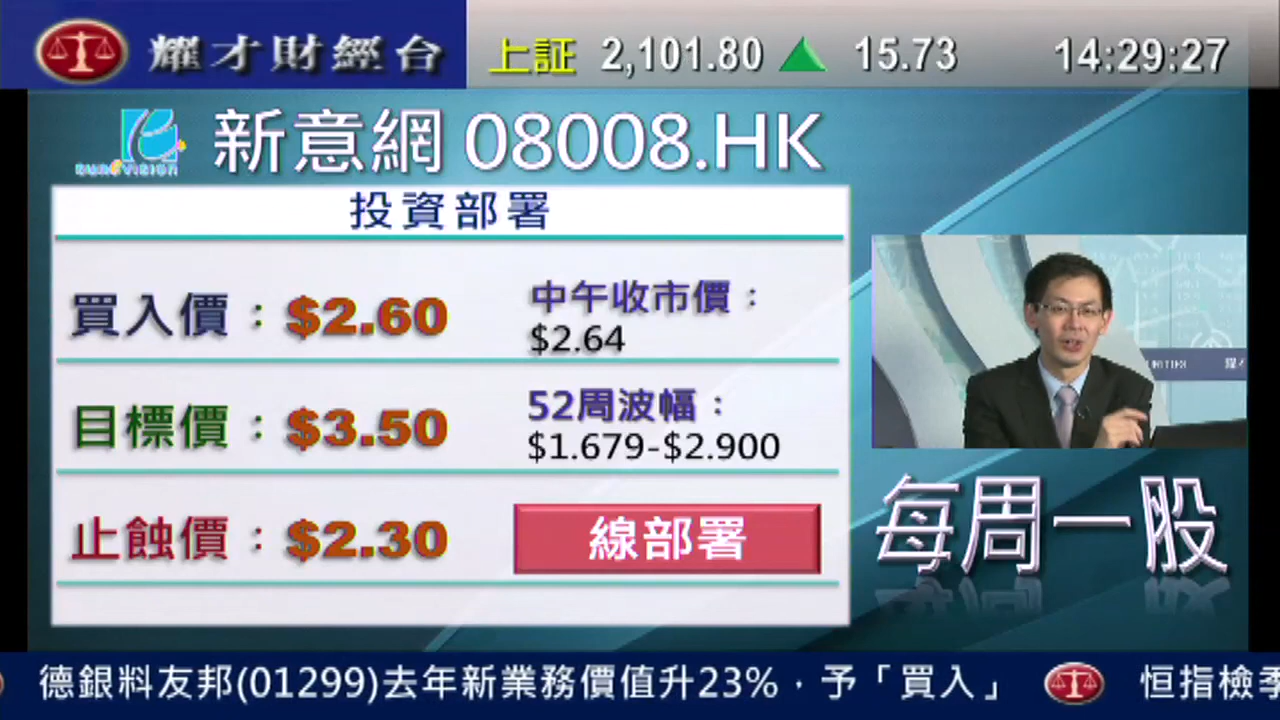 耀才財經台
上証 2,101.80 ▲ 15.73 14:29:27
新意網 08008.HK
投資部署
買入價：$2.60
中午收市價：
$2.64
目標價：$3.50
52周波幅：
$1.679-$2.900
止蝕價：$2.30
線部署
每周一股
德銀料友邦(01299)去年新業務價值升23%，予「買入」
恒指檢季